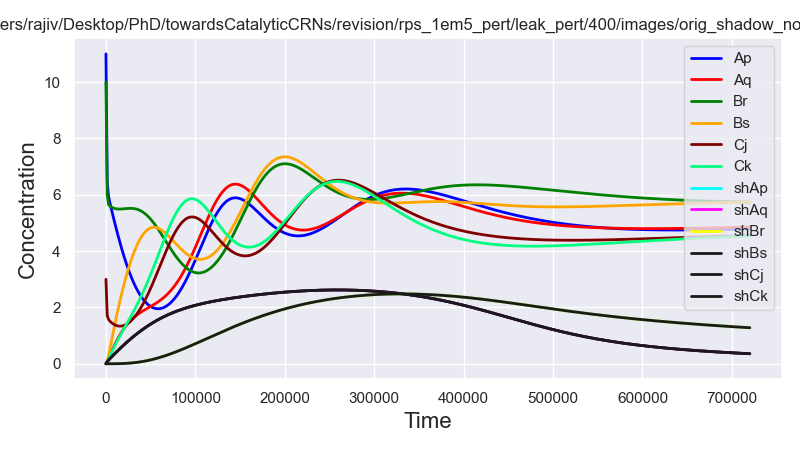 ers/rajiv/Desktop/PhD/towardsCatalyticCRNs/revision/rps_1em5_pert/leak_pert/400/images/orig_shadow_no
Concentration
10
8
6
4
2
0
0
100000
200000
300000
400000
500000
600000
700000
Time
Ap
Aq
Br
Bs
Cj
Ck
shAp
shAq
shBr
shBs
shCj
shCk